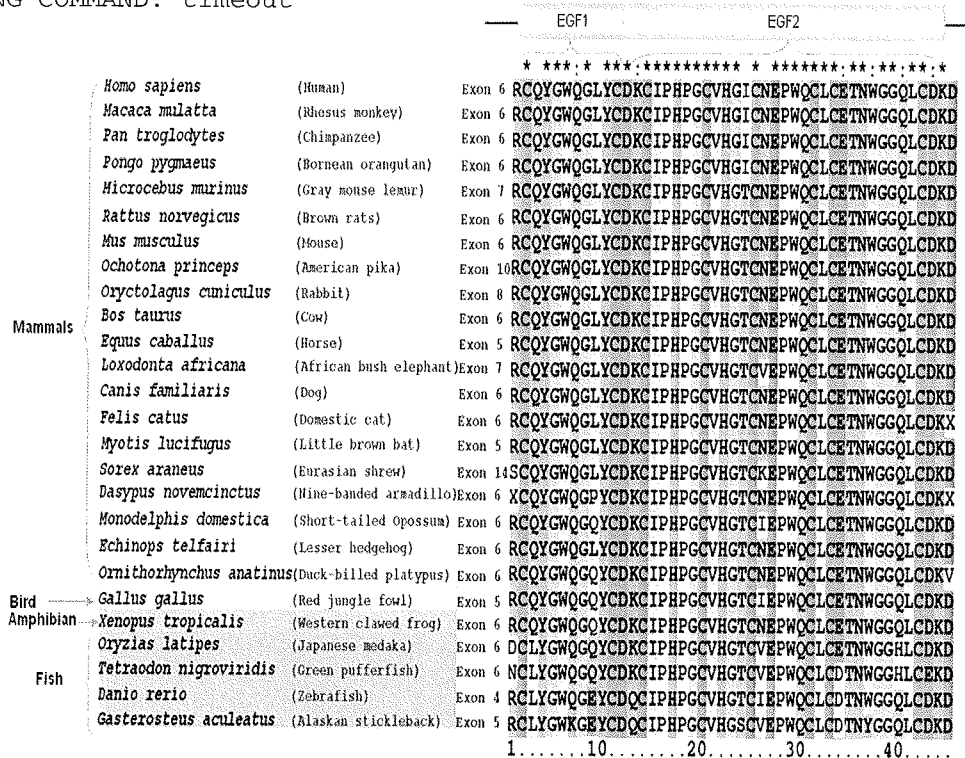 NG COMMAND: timeout
EGF1 EGF2
* *** * ***:********** * *******:**:**:*
Homo sapiens (Human) Exon 6 RCQYGWQGLYCDKCIPHPGCVHGICNEPWQCLCETNWGGQLCDKD
Macaca mulatta (Rhesus monkey) Exon 6 RCQYGWQGLYCDKCIPHPGCVHGICNEPWQCLCETNWGGQLCDKD
Pan troglodytes (Chimpanzee) Exon 6 RCQYGWQGLYCDKCIPHPGCVHGICNEPWQCLCETNWGGQLCDKD
Pongo pygmaeus (Bornean orangutan) Exon 6 RCQYGWQGLYCDKCIPHPGCVHGICNEPWQCLCETNWGGQLCDKD
Microcebus murinus (Gray mouse lemur) Exon 7 RCQYGWQGLYCDKCIPHPGCVHGTCNEPWQCLCETNWGGQLCDKD
Rattus norvegicus (Brown rats) Exon 6 RCQYGWQGLYCDKCIPHPGCVHGTCNEPWQCLCETNWGGQLCDKD
Mus musculus (Mouse) Exon 6 RCQYGWQGLYCDKCIPHPGCVHGTCNEPWQCLCETNWGGQLCDKD
Ochotona princeps (American pika) Exon 10RCQYGWQGLYCDKCIPHPGCVHGTCNEPWQCLCETNWGGQLCDKD
Oryctolagus cuniculus (Rabbit) Exon 8 RCQYGWQGLYCDKCIPHPGCVHGTCNEPWQCLCETNWGGQLCDKD
Bos taurus (Cow) Exon 6 RCQYGWQGLYCDKCIPHPGCVHGTCNEPWQCLCETNWGGQLCDKD
Mammals
Equus caballus (Horse) Exon 5 RCQYGWQGLYCDKCIPHPGCVHGTCNEPWQCLCETNWGGQLCDKD
Loxodonta africana (African bush elephant)Exon 7 RCQYGWQGLYCDKCIPHPGCVHGTCVEPWQCLCETNWGGQLCDKD
Canis familiaris (Dog) Exon 6 RCQYGWQGLYCDKCIPHPGCVHGTCNEPWQCLCETNWGGQLCDKD
Felis catus (Domestic cat) Exon 6 RCQYGWQGLYCDKCIPHPGCVHGTCNEPWQCLCETNWGGQLCDKX
Myotis lucifugus (Little brown bat) Exon 5 RCQYGWQGLYCDKCIPHPGCVHGTCNEPWQCLCETNWGGQLCDKD
Sorex araneus (Eurasian shrew) Exon 14SCQYGWQGLYCDKCIPHPGCVHGTCKEPWQCLCETNWGGQLCDKD
Dasypus novemcinctus (Nine-banded armadillo)Exon 6 XCQYGWQGPYCDKCIPHPGCVHGTCNEPWQCLCETNWGGQLCDKX
Monodelphis domestica (Short-tailed Opossum) Exon 6 RCQYGWQGQYCDKCIPHPGCVHGTCIEPWQCLCETNWGGQLCDKD
Echinops telfairi (Lesser hedgehog) Exon 6 RCQYGWQGLYCDKCIPHPGCVHGTCNEPWQCLCETNWGGQLCDKD
Ornithorhynchus anatinus(Duck-billed platypus) Exon 6 RCQYGWQGQYCDKCIPHPGCVHGTCNEPWQCLCETNWGGQLCDKV
Bird Gallus gallus (Red jungle fowl) Exon 5 RCQYGWQGQYCDKCIPHPGCVHGTCIEPWQCLCETNWGGQLCDKD
Amphibian Xenopus tropicalis (Western clawed frog) Exon 6 RCQYGWQGQYCDKCIPHPGCVHGTCIEPWQCLCETNWGGQLCDKD
Oryzias latipes (Japanese medaka) Exon 6 DCLYGWQGQYCDKCIPHPGCVHGTCVEPWQCLCETNWGGHLCDKD
Fish
Tetraodon nigroviridis (Green pufferfish) Exon 6 NCLYGWQGQYCDKCIPHPGCVHGTCVEPWQCLCDTNWGGHLCEKD
Danio rerio (Zebrafish) Exon 4 RCLYGWQGEYCDQCIPHPGCVHGTCIEPWQCLCDTNWGGQLCDKD
Gasterosteus aculeatus (Alaskan stickleback) Exon 5 RCLYGWKGEYCDQCIPHPGCVHGSCVEPWQCLCDTNYGGQLCDKD
1.......10........20........30........40.....